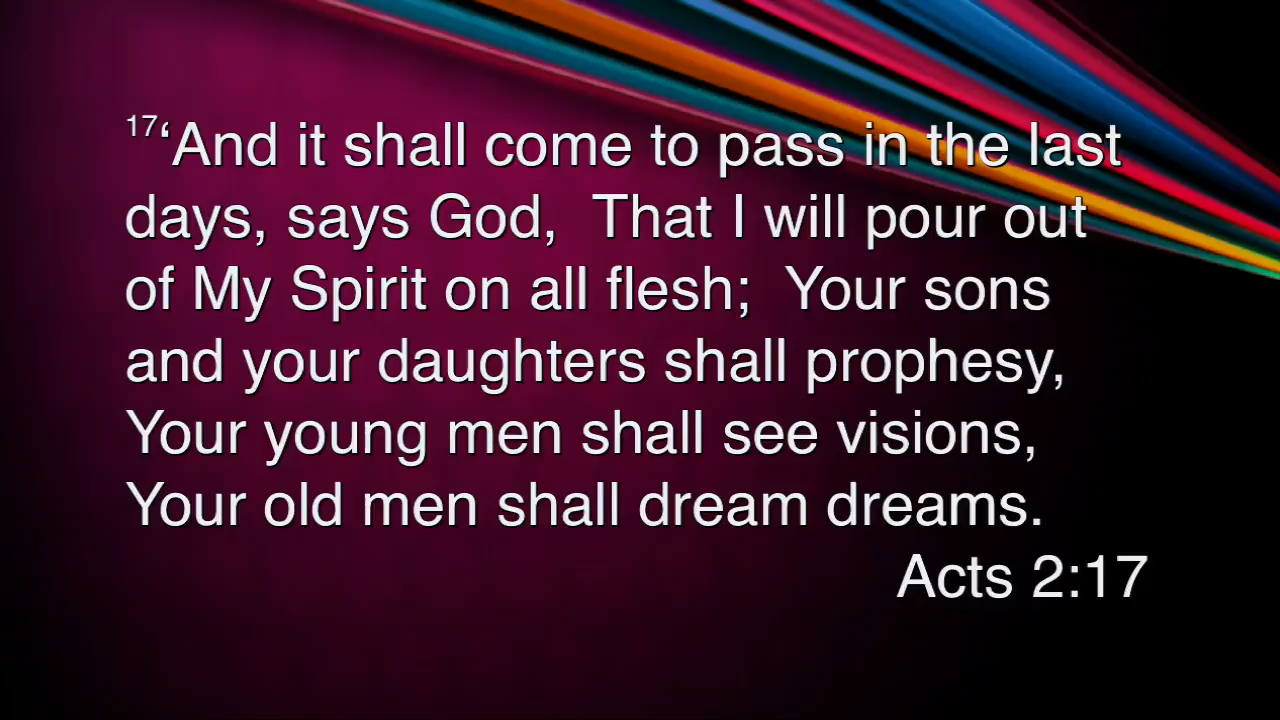 17‘And it shall come to pass in the last
days, says God,  That I will pour out
of My Spirit on all flesh;  Your sons
and your daughters shall prophesy,
Your young men shall see visions,
Your old men shall dream dreams.
Acts 2:17